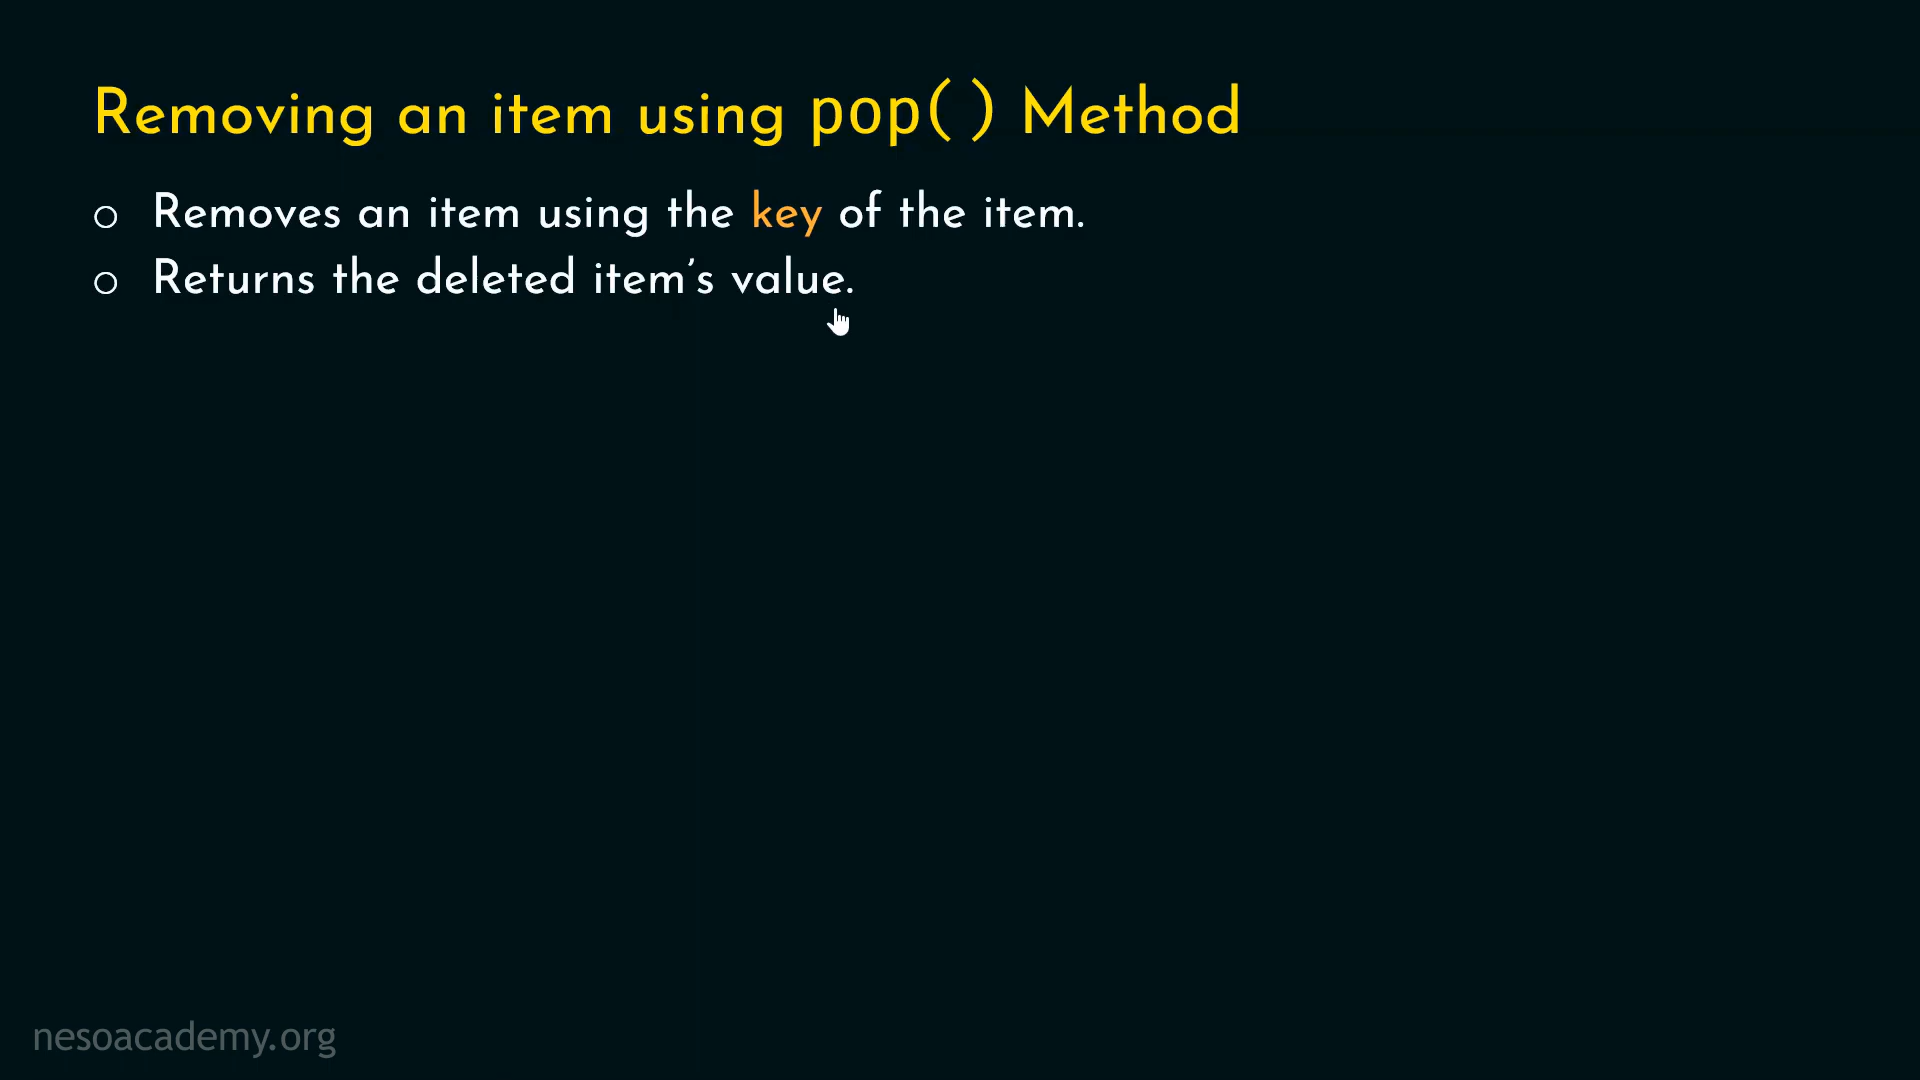 Removing an item using pop() Method
○ Removes an item using the key of the item.
○ Returns the deleted item’s value.
nesoacademy.org